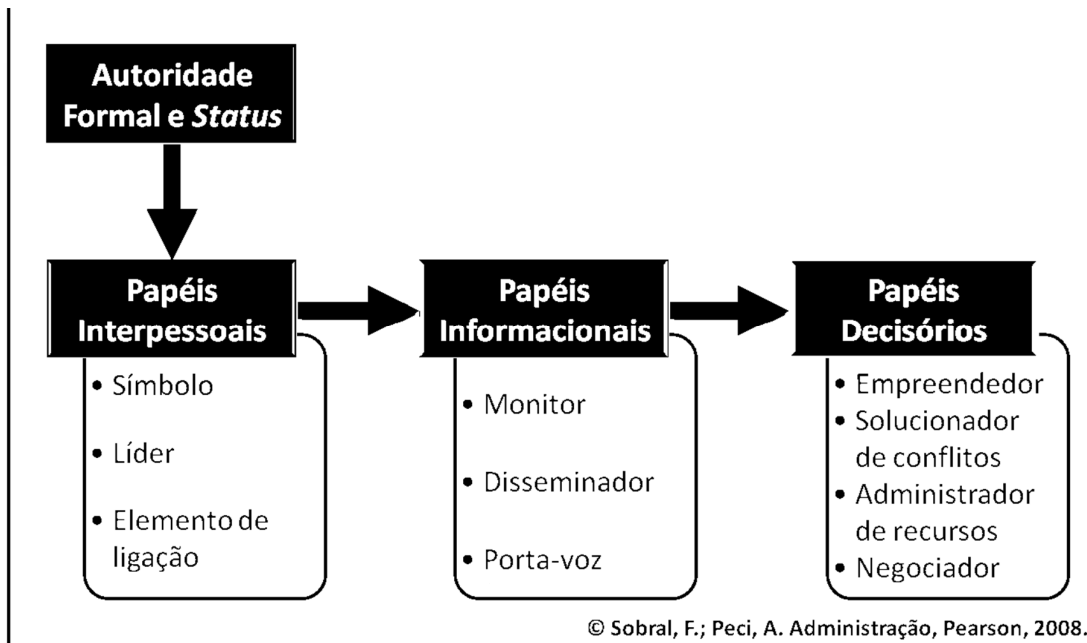 Autoridade
Formal e Status
Papéis
Interpessoais
• Símbolo
• Líder
• Elemento de
ligação
Papéis
Informacionais
• Monitor
• Disseminador
• Porta-voz
Papéis
Decisórios
• Empreendedor
• Solucionador
de conflitos
• Administrador
de recursos
• Negociador
© Sobral, F.; Peci, A. Administração, Pearson, 2008.